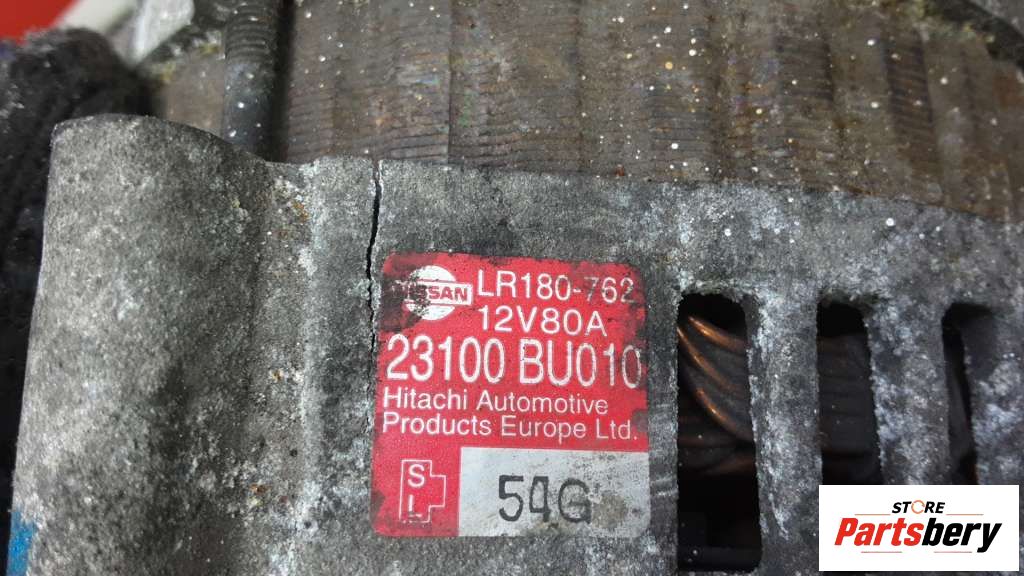 NISSAN
LR180-762
12V80A
23100 BU010
Hitachi Automotive
Products Europe Ltd.
S
L
54G
STORE
Partsbery